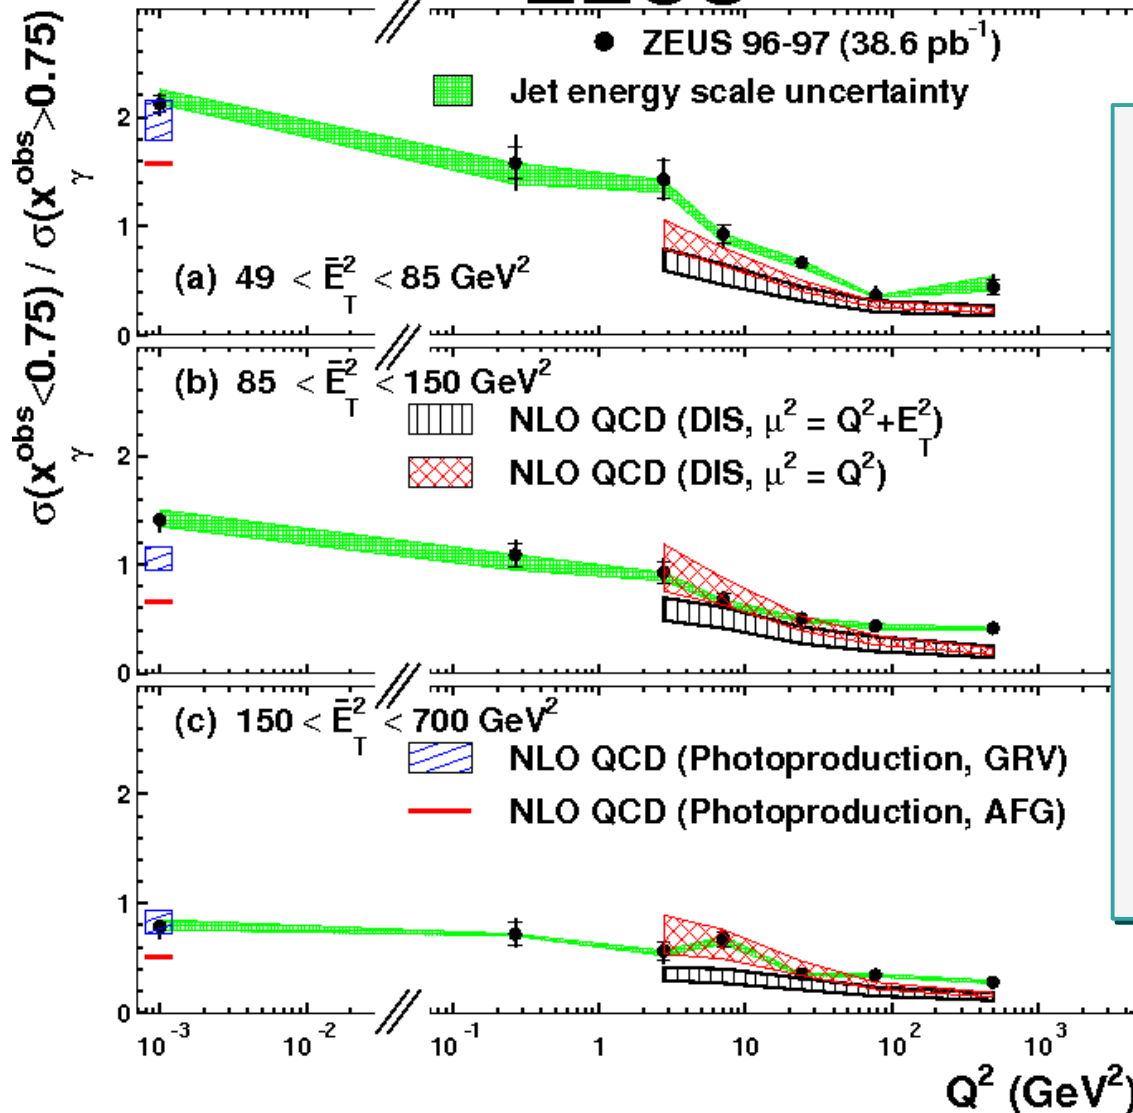 ZEUS 96-97 (38.6 pb⁻¹)
Jet energy scale uncertainty
σ(xγ^obs<0.75) / σ(xγ^obs>0.75)
2
1
0
(a) 49 < Ē_T² < 85 GeV²
(b) 85 < Ē_T² < 150 GeV²
NLO QCD (DIS, μ² = Q²+E_T²)
NLO QCD (DIS, μ² = Q²)
2
1
0
(c) 150 < Ē_T² < 700 GeV²
NLO QCD (Photoproduction, GRV)
NLO QCD (Photoproduction, AFG)
2
1
0
10⁻³ 10⁻² 10⁻¹ 1 10 10² 10³
Q² (GeV²)